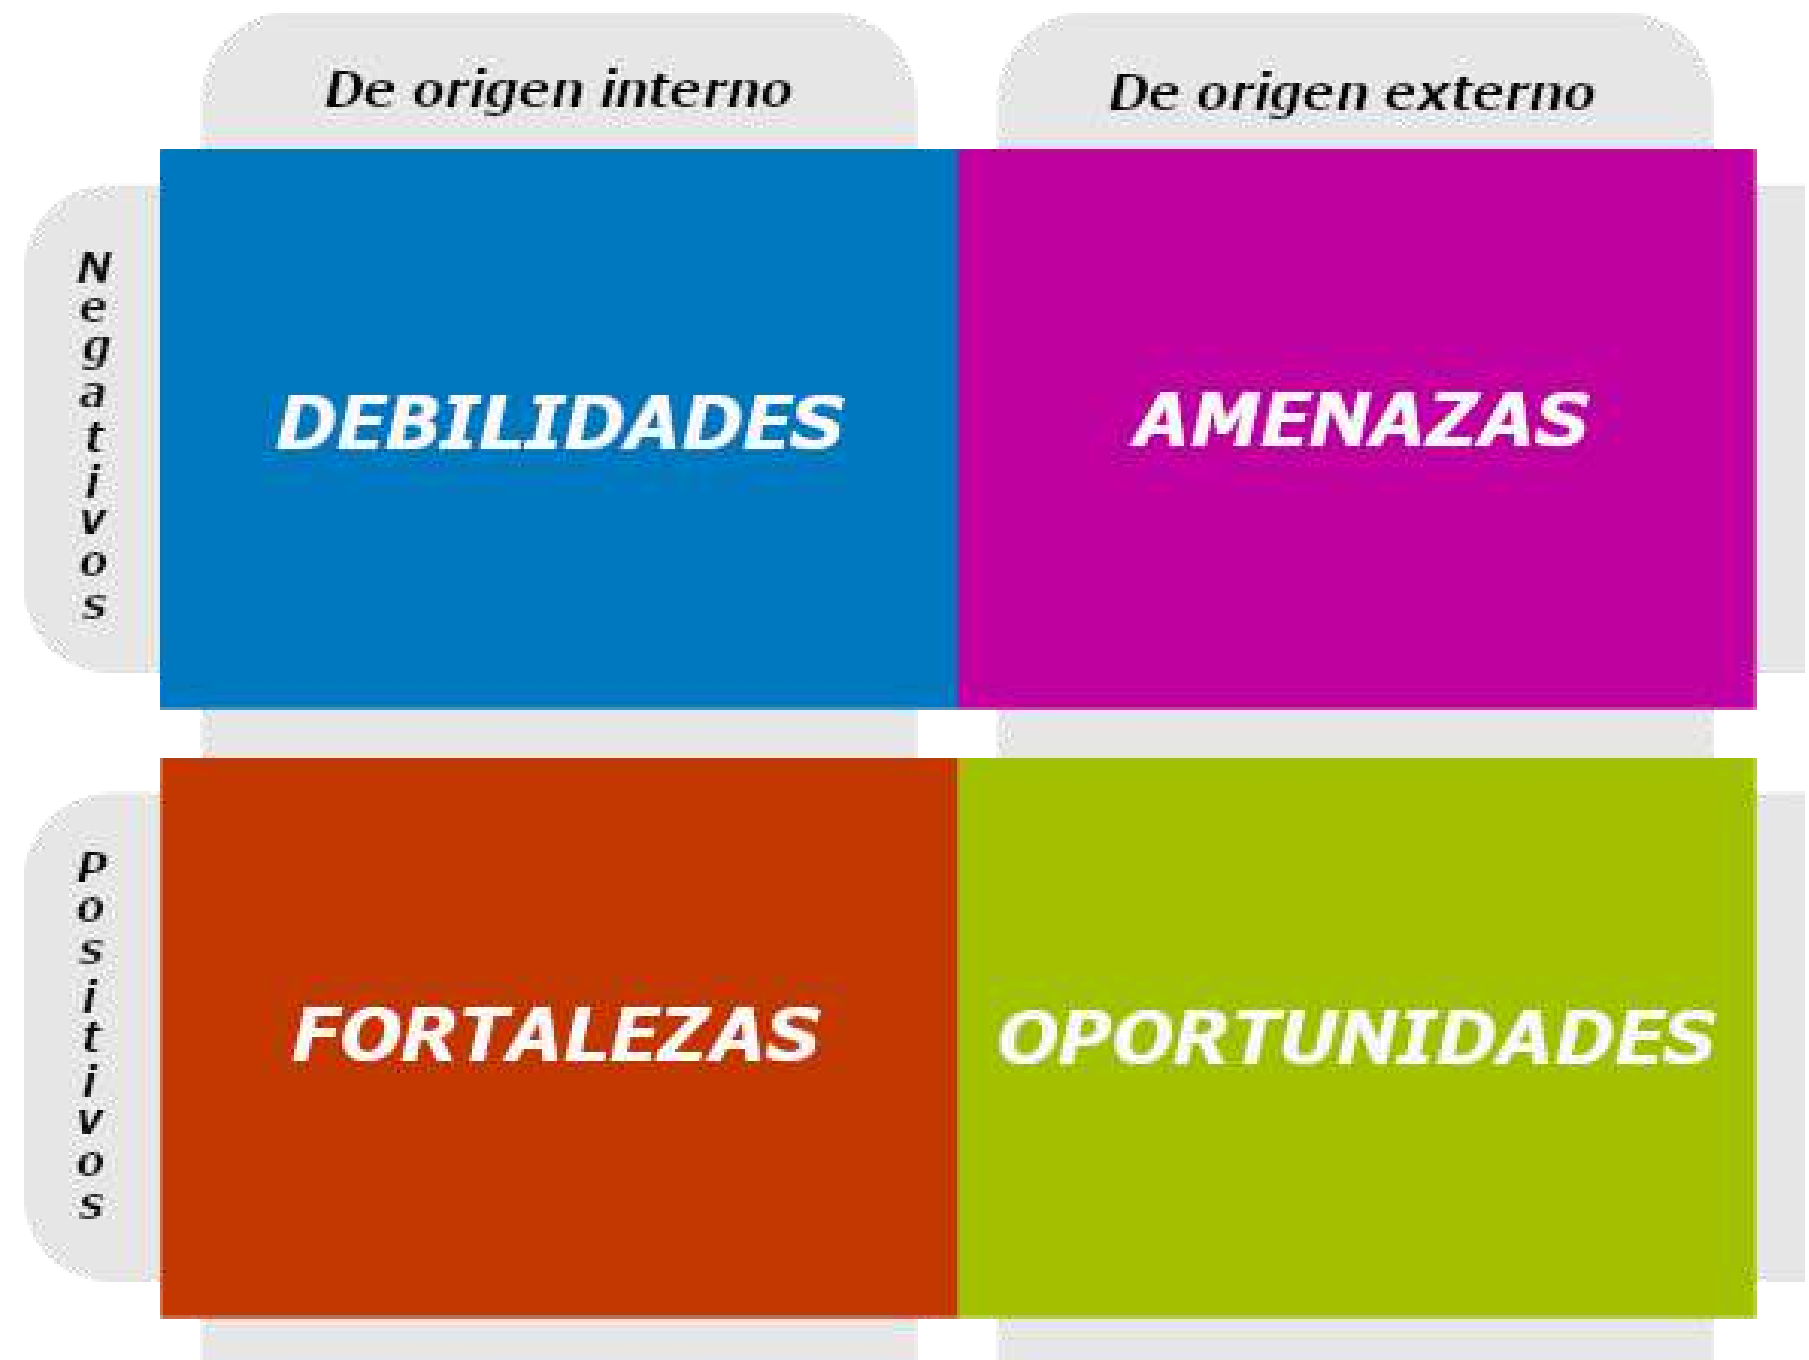 De origen interno
De origen externo
Negativos
DEBILIDADES
AMENAZAS
Positivos
FORTALEZAS
OPORTUNIDADES